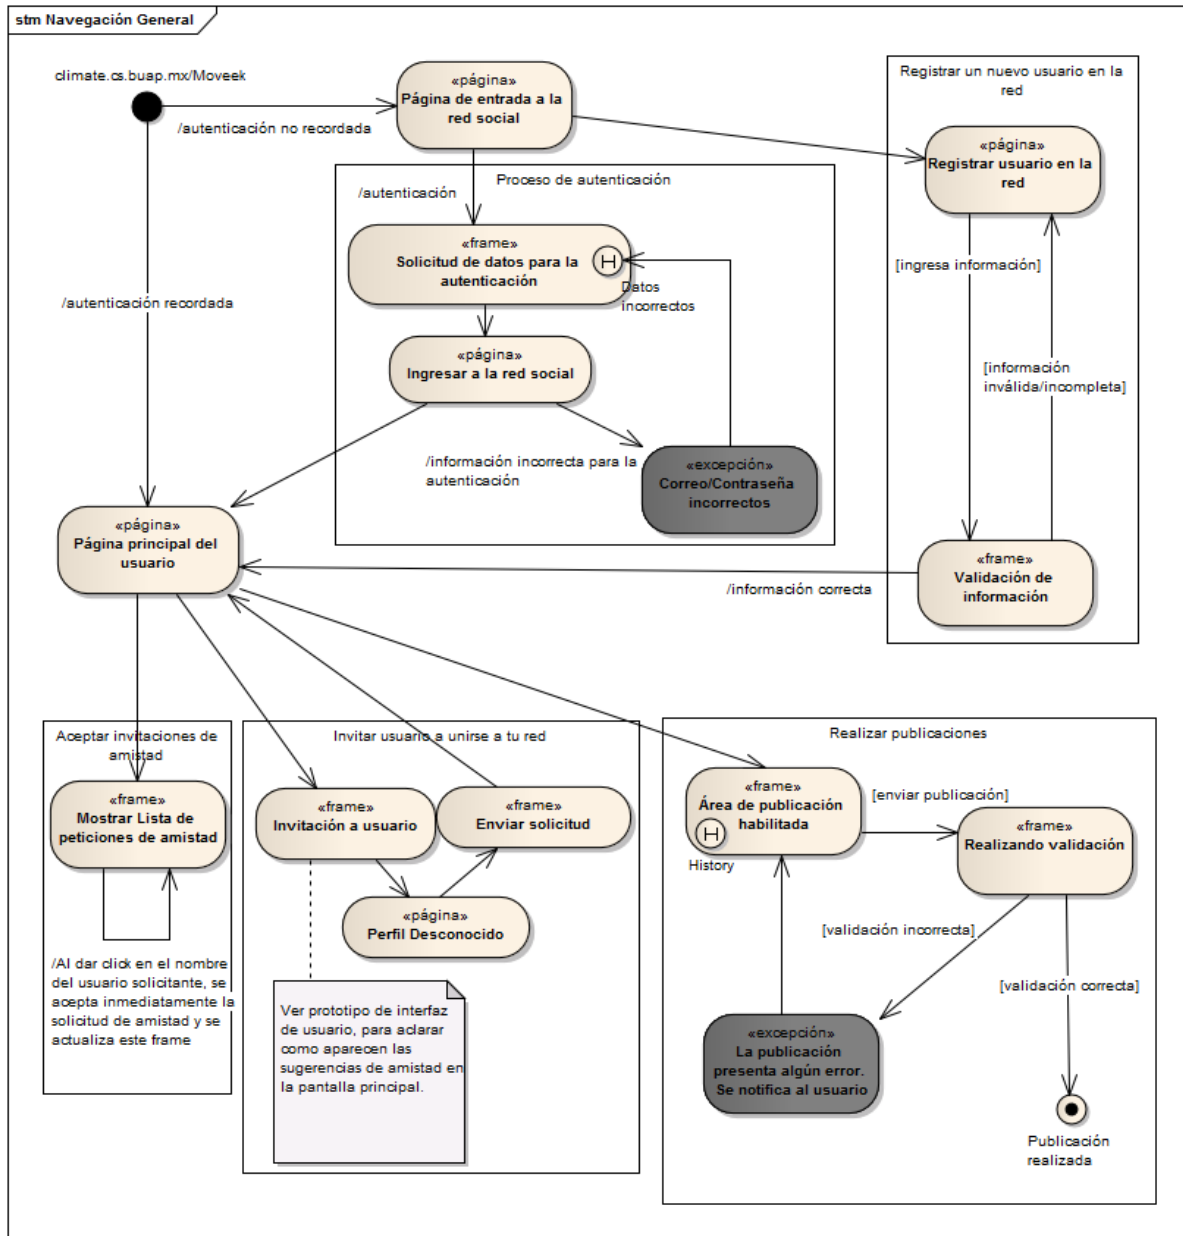 stm Navegación General
climate.cs.buap.mx/Moveek
/autenticación no recordada
/autenticación recordada
«página»
Página de entrada a la
red social
Registrar un nuevo usuario en la
red
«página»
Registrar usuario en la
red
[ingresa información]
[información
inválida/incompleta]
«frame»
Validación de
información
/información correcta
Proceso de autenticación
/autenticación
«frame»
Solicitud de datos para la
autenticación
H
Datos
incorrectos
«página»
Ingresar a la red social
/información incorrecta para la
autenticación
«excepción»
Correo/Contraseña
incorrectos
«página»
Página principal del
usuario
Aceptar invitaciones de
amistad
«frame»
Mostrar Lista de
peticiones de amistad
/Al dar click en el nombre
del usuario solicitante, se
acepta inmediatamente la
solicitud de amistad y se
actualiza este frame
Invitar usuario a unirse a tu red
«frame»
Invitación a usuario
«frame»
Enviar solicitud
«página»
Perfil Desconocido
Ver prototipo de interfaz
de usuario, para aclarar
como aparecen las
sugerencias de amistad en
la pantalla principal.
Realizar publicaciones
«frame»
Área de publicación
habilitada
H
History
[enviar publicación]
«frame»
Realizando validación
[validación incorrecta]
[validación correcta]
«excepción»
La publicación
presenta algún error.
Se notifica al usuario
Publicación
realizada